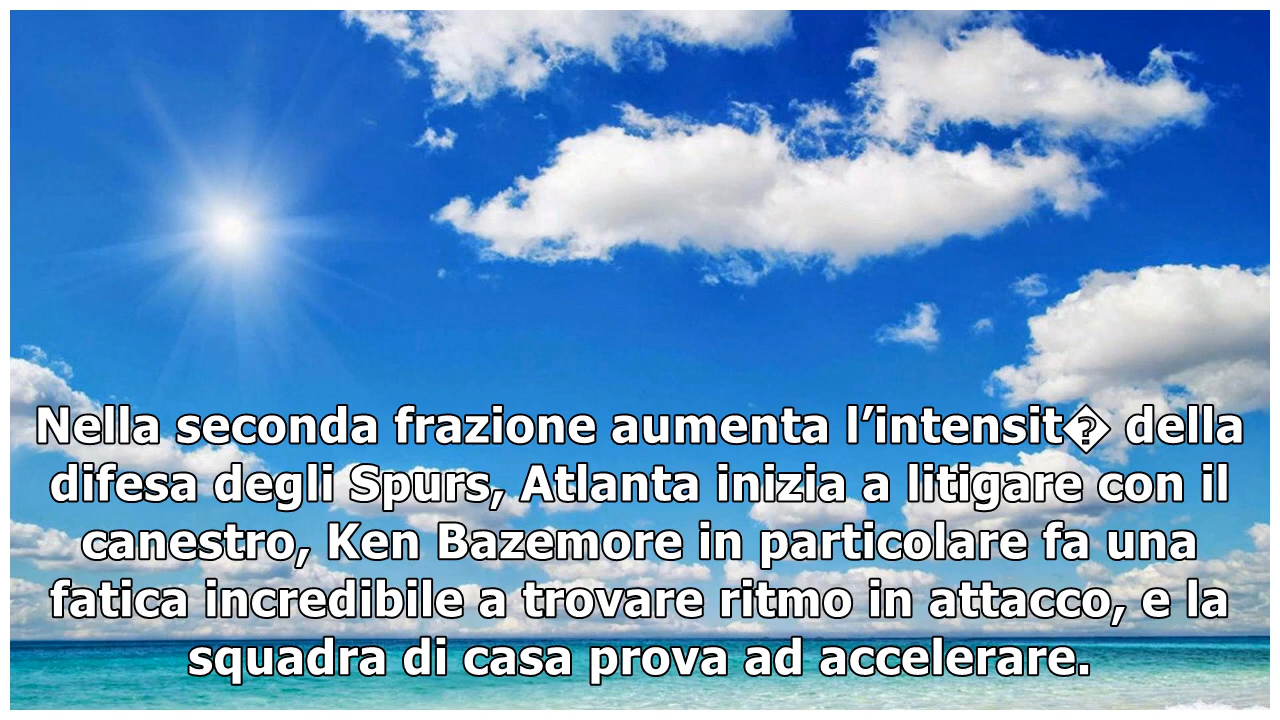 Nella seconda frazione aumenta l’intensit� della
difesa degli Spurs, Atlanta inizia a litigare con il
canestro, Ken Bazemore in particolare fa una
fatica incredibile a trovare ritmo in attacco, e la
squadra di casa prova ad accelerare.